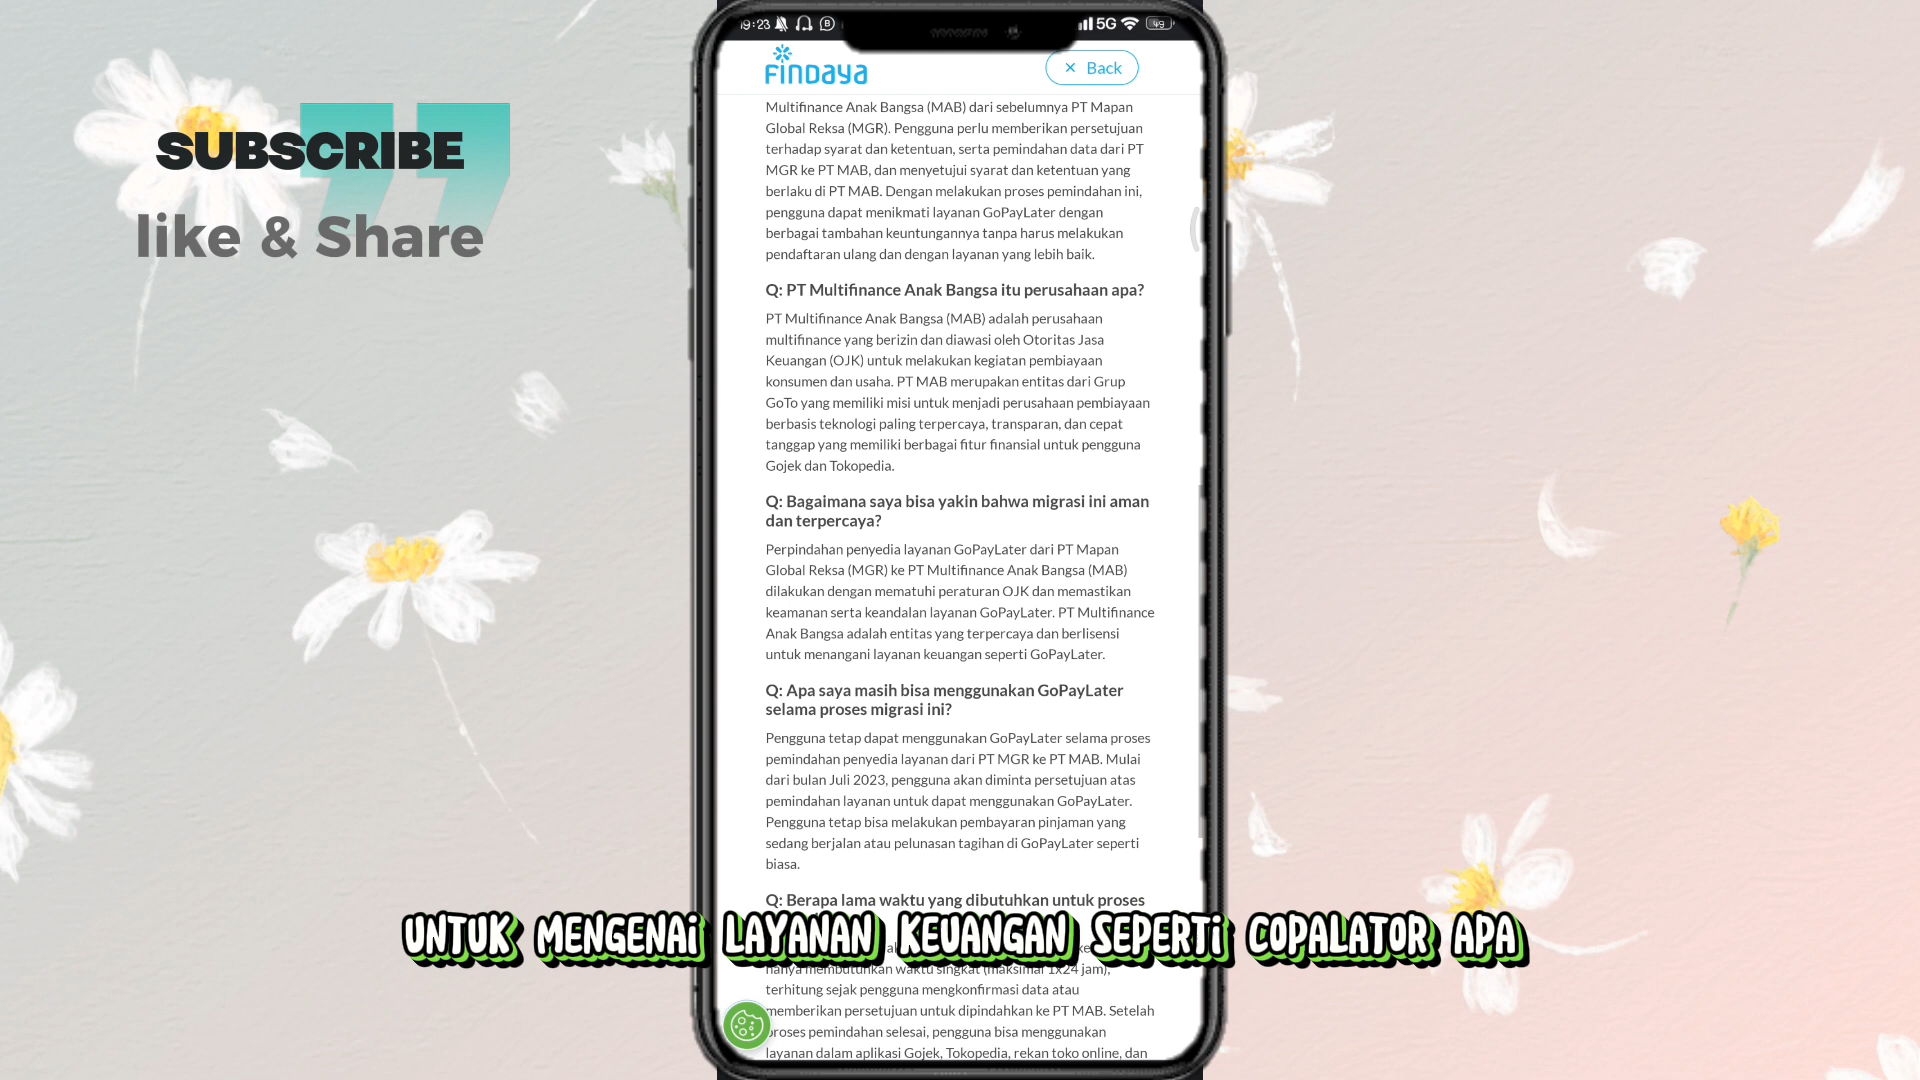 19:23 5G 49
FINDAYA
× Back
SUBSCRIBE
like & Share
Multifinance Anak Bangsa (MAB) dari sebelumnya PT Mapan
Global Reksa (MGR). Pengguna perlu memberikan persetujuan
terhadap syarat dan ketentuan, serta pemindahan data dari PT
MGR ke PT MAB, dan menyetujui syarat dan ketentuan yang
berlaku di PT MAB. Dengan melakukan proses pemindahan ini,
pengguna dapat menikmati layanan GoPayLater dengan
berbagai tambahan keuntungannya tanpa harus melakukan
pendaftaran ulang dan dengan layanan yang lebih baik.
Q: PT Multifinance Anak Bangsa itu perusahaan apa?
PT Multifinance Anak Bangsa (MAB) adalah perusahaan
multifinance yang berizin dan diawasi oleh Otoritas Jasa
Keuangan (OJK) untuk melakukan kegiatan pembiayaan
konsumen dan usaha. PT MAB merupakan entitas dari Grup
GoTo yang memiliki misi untuk menjadi perusahaan pembiayaan
berbasis teknologi paling terpercaya, transparan, dan cepat
tanggap yang memiliki berbagai fitur finansial untuk pengguna
Gojek dan Tokopedia.
Q: Bagaimana saya bisa yakin bahwa migrasi ini aman
dan terpercaya?
Perpindahan penyedia layanan GoPayLater dari PT Mapan
Global Reksa (MGR) ke PT Multifinance Anak Bangsa (MAB)
dilakukan dengan mematuhi peraturan OJK dan memastikan
keamanan serta keandalan layanan GoPayLater. PT Multifinance
Anak Bangsa adalah entitas yang terpercaya dan berlisensi
untuk menangani layanan keuangan seperti GoPayLater.
Q: Apa saya masih bisa menggunakan GoPayLater
selama proses migrasi ini?
Pengguna tetap dapat menggunakan GoPayLater selama proses
pemindahan penyedia layanan dari PT MGR ke PT MAB. Mulai
dari bulan Juli 2023, pengguna akan diminta persetujuan atas
pemindahan layanan untuk dapat menggunakan GoPayLater.
Pengguna tetap bisa melakukan pembayaran pinjaman yang
sedang berjalan atau pelunasan tagihan di GoPayLater seperti
biasa.
Q: Berapa lama waktu yang dibutuhkan untuk proses
UNTUK MENGENAI LAYANAN KEUANGAN SEPERTI COPALATOR APA
hanya membutuhkan waktu singkat (maksimal 1x24 jam),
terhitung sejak pengguna mengkonfirmasi data atau
memberikan persetujuan untuk dipindahkan ke PT MAB. Setelah
proses pemindahan selesai, pengguna bisa menggunakan
layanan dalam aplikasi Gojek, Tokopedia, rekan toko online, dan